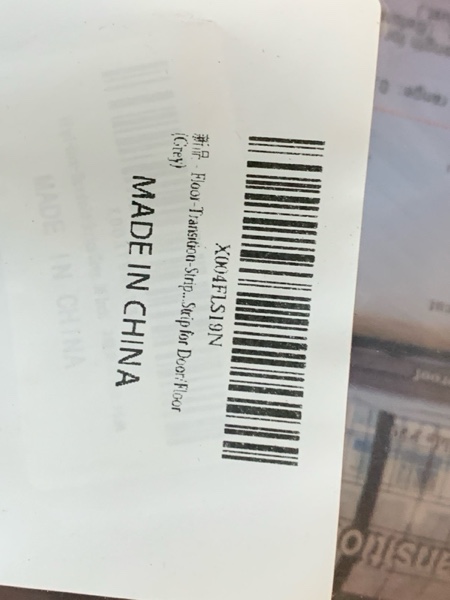 X004FLS19N
新品 - Floor-Transition-Strip...Strip for Door/Floor
(Grey)
MADE IN CHINA